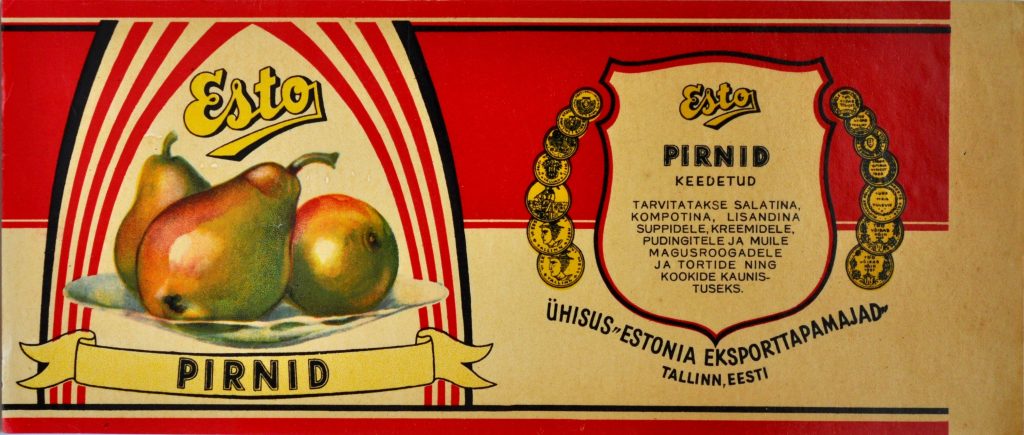 Esto
PIRNID
Esto
PIRNID
KEEDETUD
TARVITATAKSE SALATINA,
KOMPOTINA, LISANDINA
SUPPIDELE, KREEMIDELE,
PUDINGITELE JA MUILE
MAGUSROOGADELE
JA TORTIDE NING
KOOKIDE KAUNIS-
TUSEKS.
ÜHISUS „ESTONIA EKSPORTTAPAMAJAD"
TALLINN, EESTI